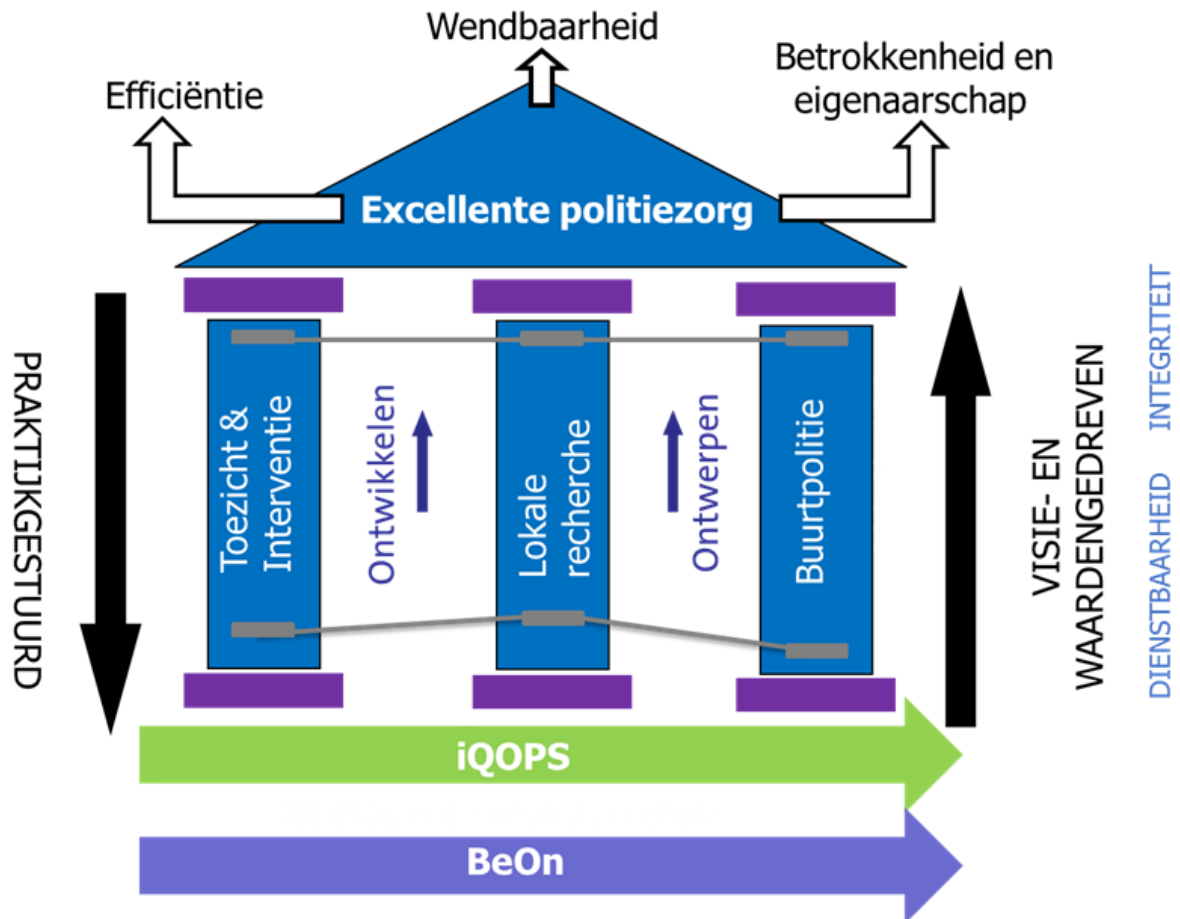 Wendbaarheid
Efficiëntie
Betrokkenheid en
eigenaarschap
Excellente politiezorg
PRAKTIJKGESTUURD
Toezicht &
Interventie
Ontwikkelen
Lokale
recherche
Ontwerpen
Buurtpolitie
VISIE- EN
WAARDENGEDREVEN
DIENSTBAARHEID INTEGRITEIT
iQOPS
BeOn